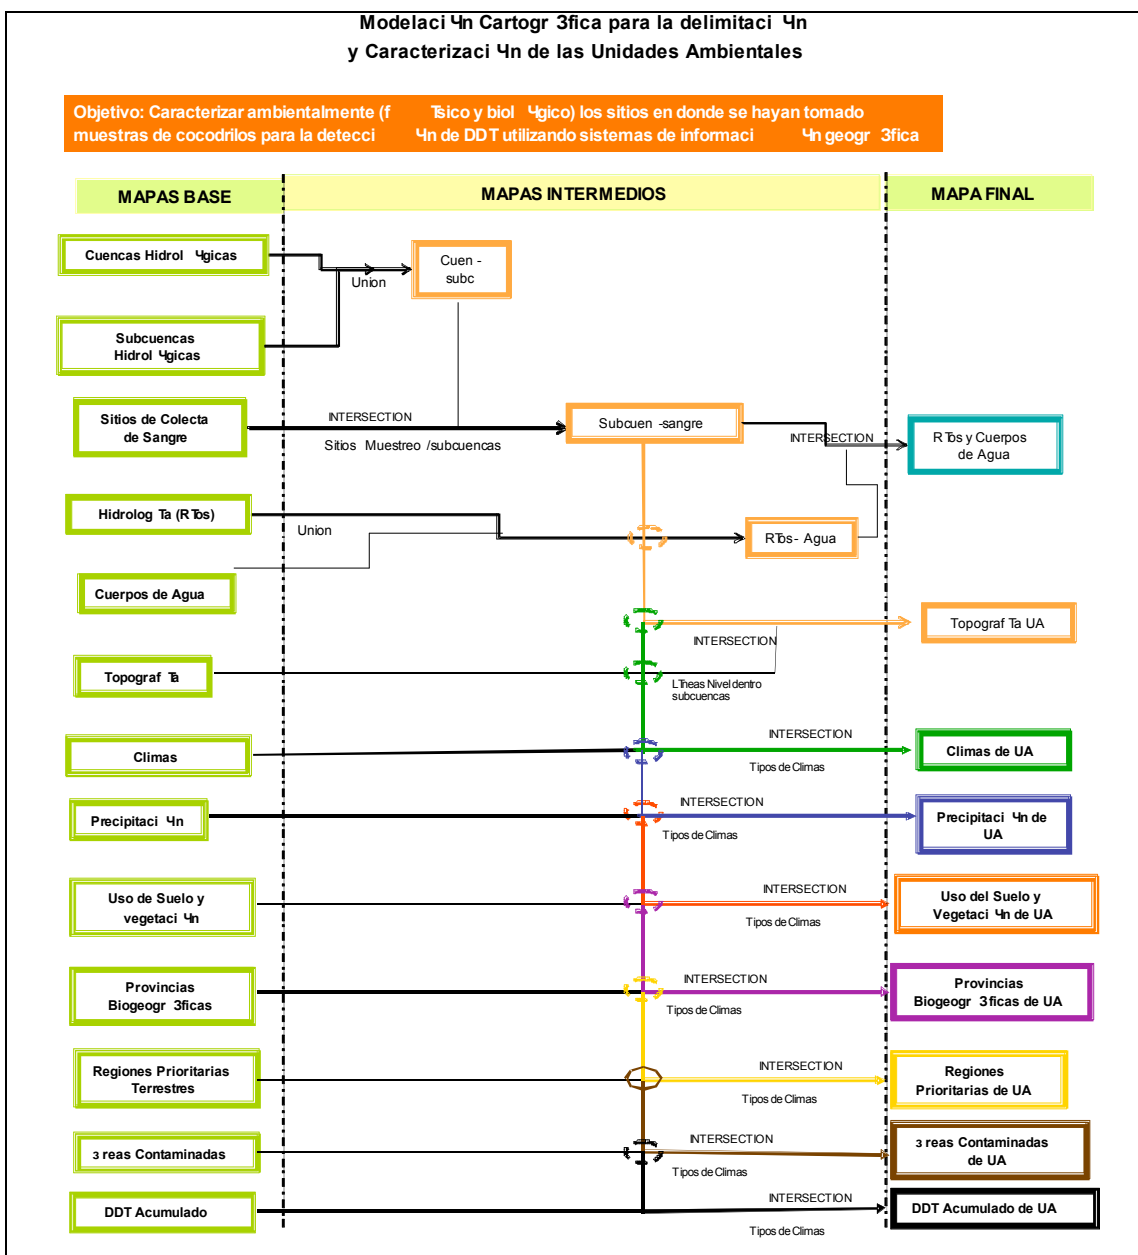 Modelaci Чn Cartogr 3fica para la delimitaci Чn
y Caracterizaci Чn de las Unidades Ambientales
Objetivo: Caracterizar ambientalmente (f Tsico y biol Чgico) los sitios en donde se hayan tomado
muestras de cocodrilos para la detecci Чn de DDT utilizando sistemas de informaci Чn geogr 3fica
MAPAS BASE
MAPAS INTERMEDIOS
MAPA FINAL
Cuencas Hidrol Чgicas
Cuen -
subc
Union
Subcuencas
Hidrol Чgicas
Sitios de Colecta
de Sangre
INTERSECTION
Sitios Muestreo /subcuencas
Subcuen -sangre
INTERSECTION
RTos y Cuerpos
de Agua
Hidrolog Ta (RTos)
Union
RTos- Agua
Cuerpos de Agua
INTERSECTION
Topograf Ta UA
Topograf Ta
LTneas Nivel dentro
subcuencas
Climas
INTERSECTION
Tipos de Climas
Climas de UA
Precipitaci Чn
INTERSECTION
Tipos de Climas
Precipitaci Чn de
UA
Uso de Suelo y
vegetaci Чn
INTERSECTION
Tipos de Climas
Uso del Suelo y
Vegetaci Чn de UA
Provincias
Biogeogr 3ficas
INTERSECTION
Tipos de Climas
Provincias
Biogeogr 3ficas de UA
Regiones Prioritarias
Terrestres
INTERSECTION
Tipos de Climas
Regiones
Prioritarias de UA
3 reas Contaminadas
INTERSECTION
Tipos de Climas
3 reas Contaminadas
de UA
DDT Acumulado
INTERSECTION
Tipos de Climas
DDT Acumulado de UA